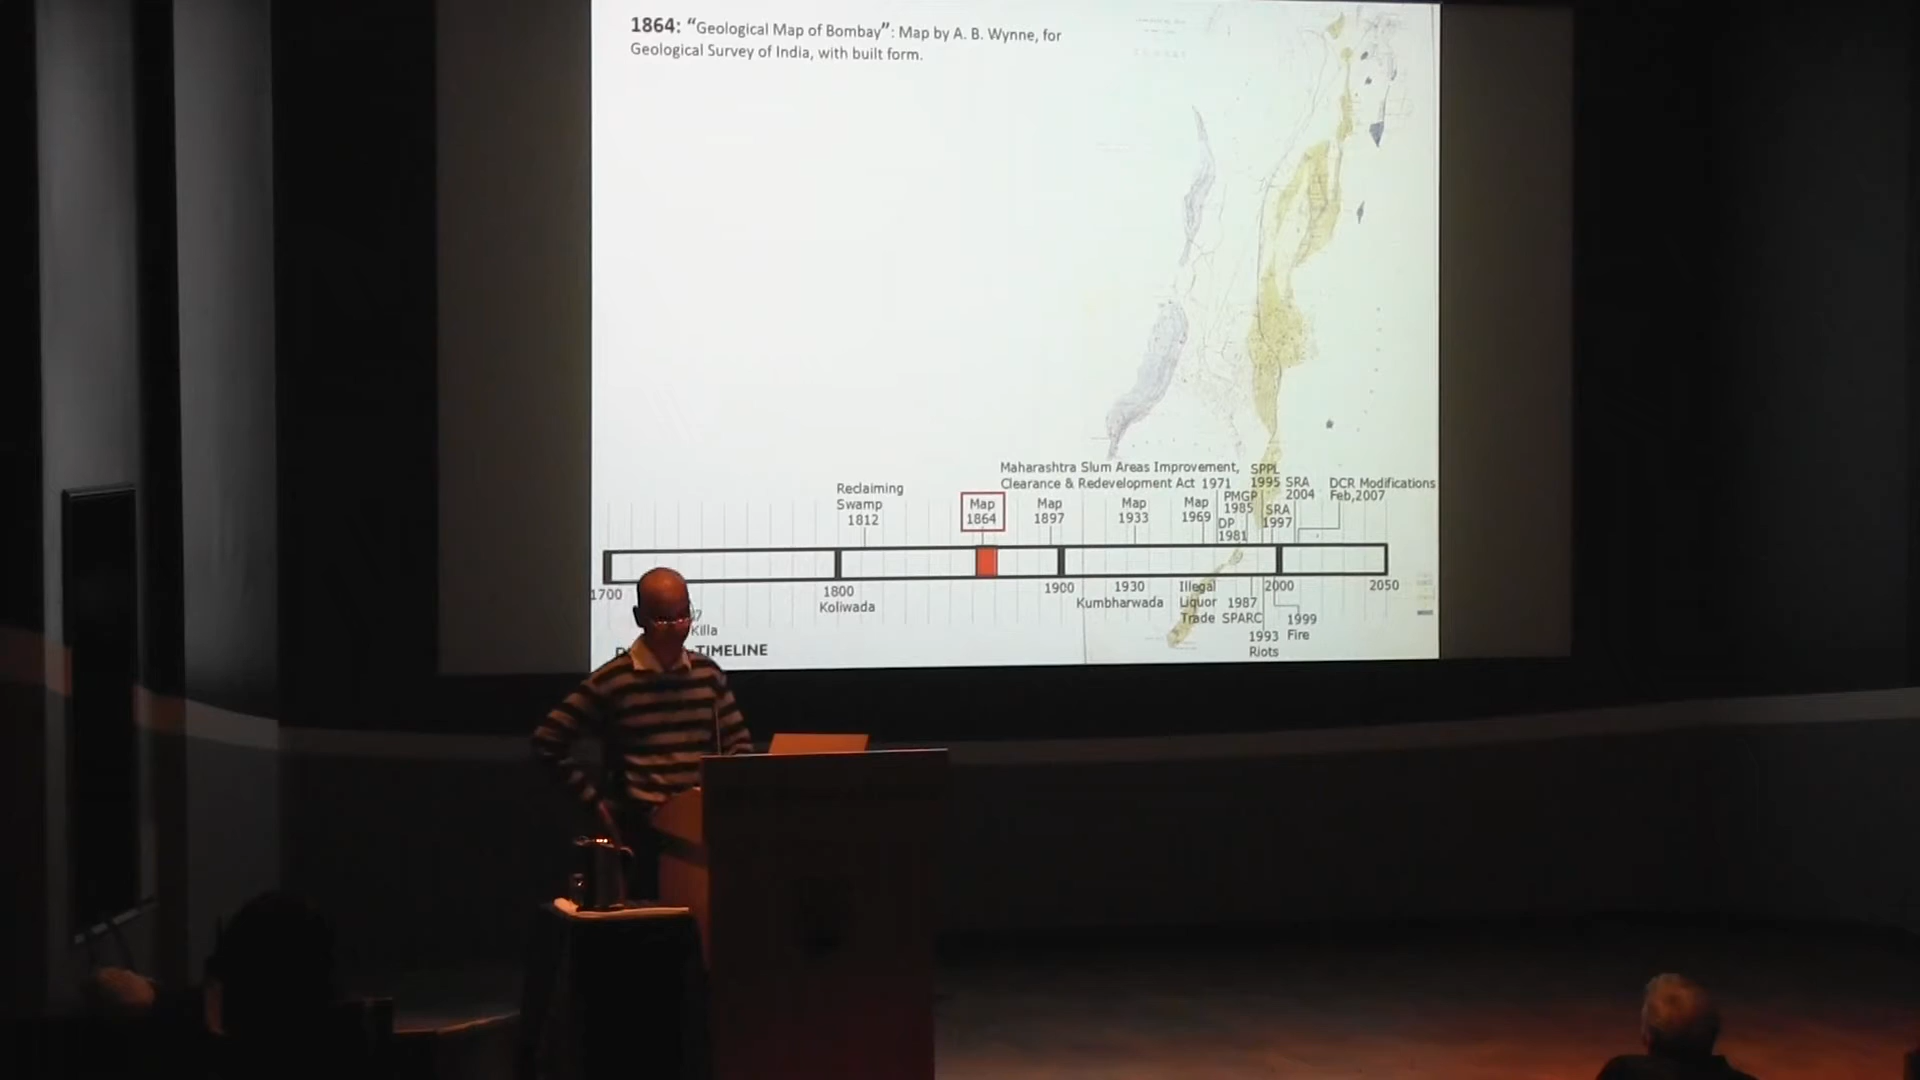 1864: “Geological Map of Bombay”: Map by A. B. Wynne, for
Geological Survey of India, with built form.
Maharashtra Slum Areas Improvement,
Clearance & Redevelopment Act 1971
SPPL
1995
SRA
2004
DCR Modifications
Feb,2007
Reclaiming
Swamp
1812
Map
1864
Map
1897
Map
1933
Map
1969
PMGP
1985
DP
1981
SRA
1997
1700
1800
1900
2000
2050
Koliwada
1930
Kumbharwada
Illegal
Liquor
Trade
1987
SPARC
1993
Riots
1999
Fire
Killa
TIMELINE